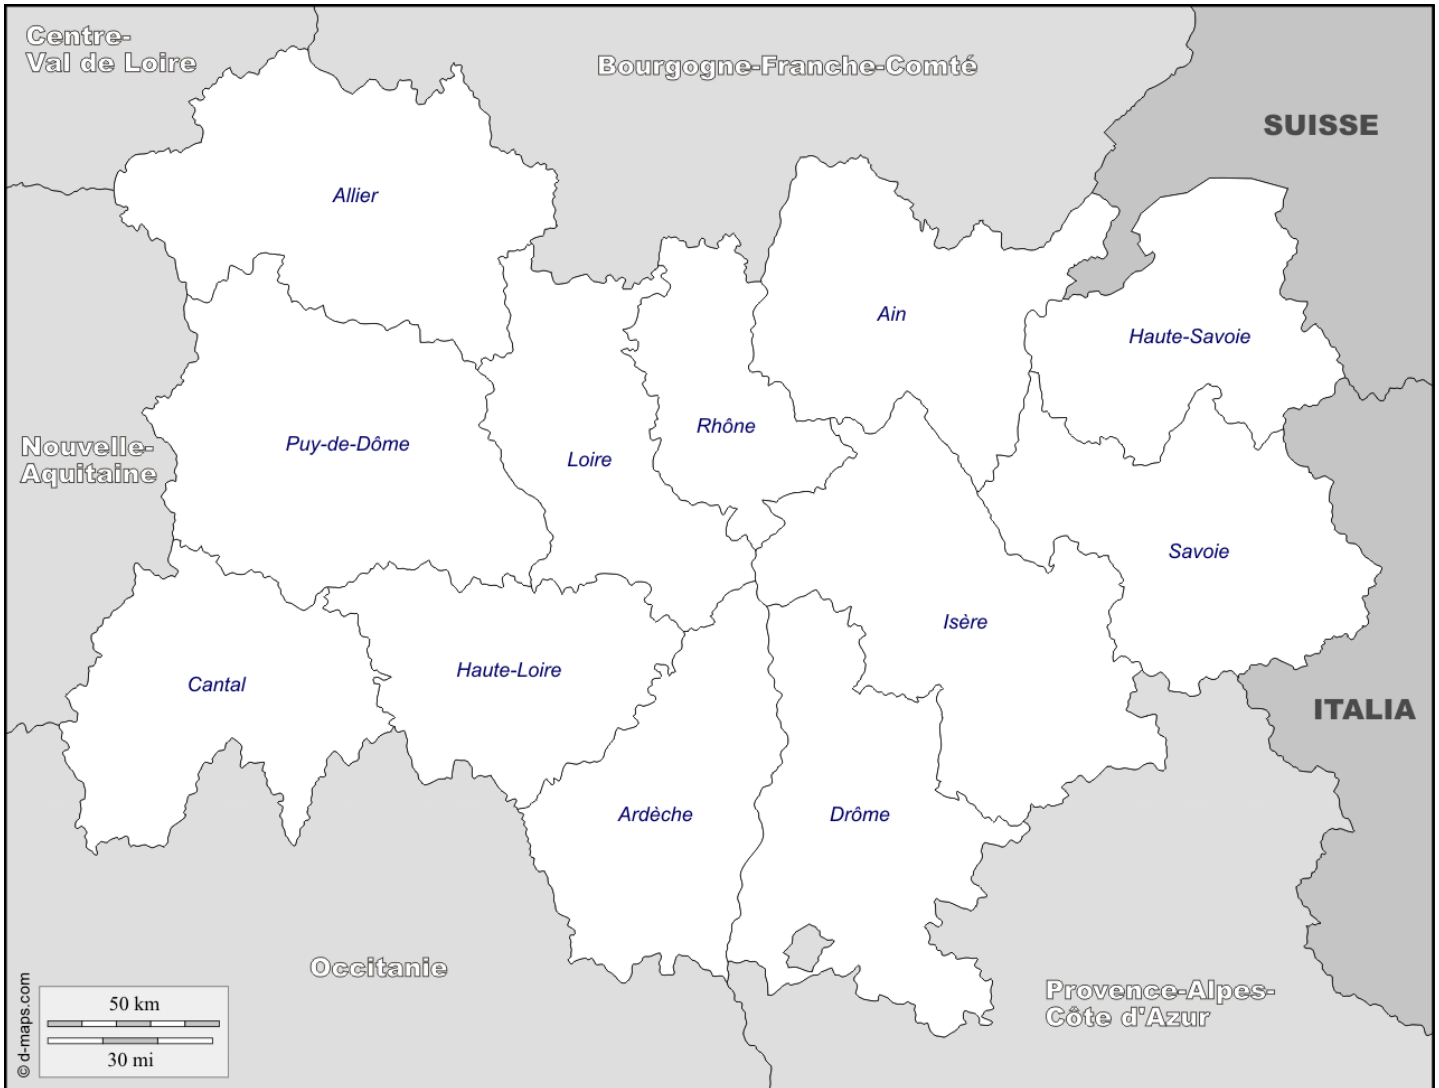 Centre-
Val de Loire
Bourgogne-Franche-Comté
SUISSE
Allier
Ain
Haute-Savoie
Rhône
Puy-de-Dôme
Loire
Nouvelle-
Aquitaine
Savoie
Isère
Haute-Loire
Cantal
ITALIA
Ardèche
Drôme
Occitanie
Provence-Alpes-
Côte d'Azur
50 km
30 mi
© d-maps.com